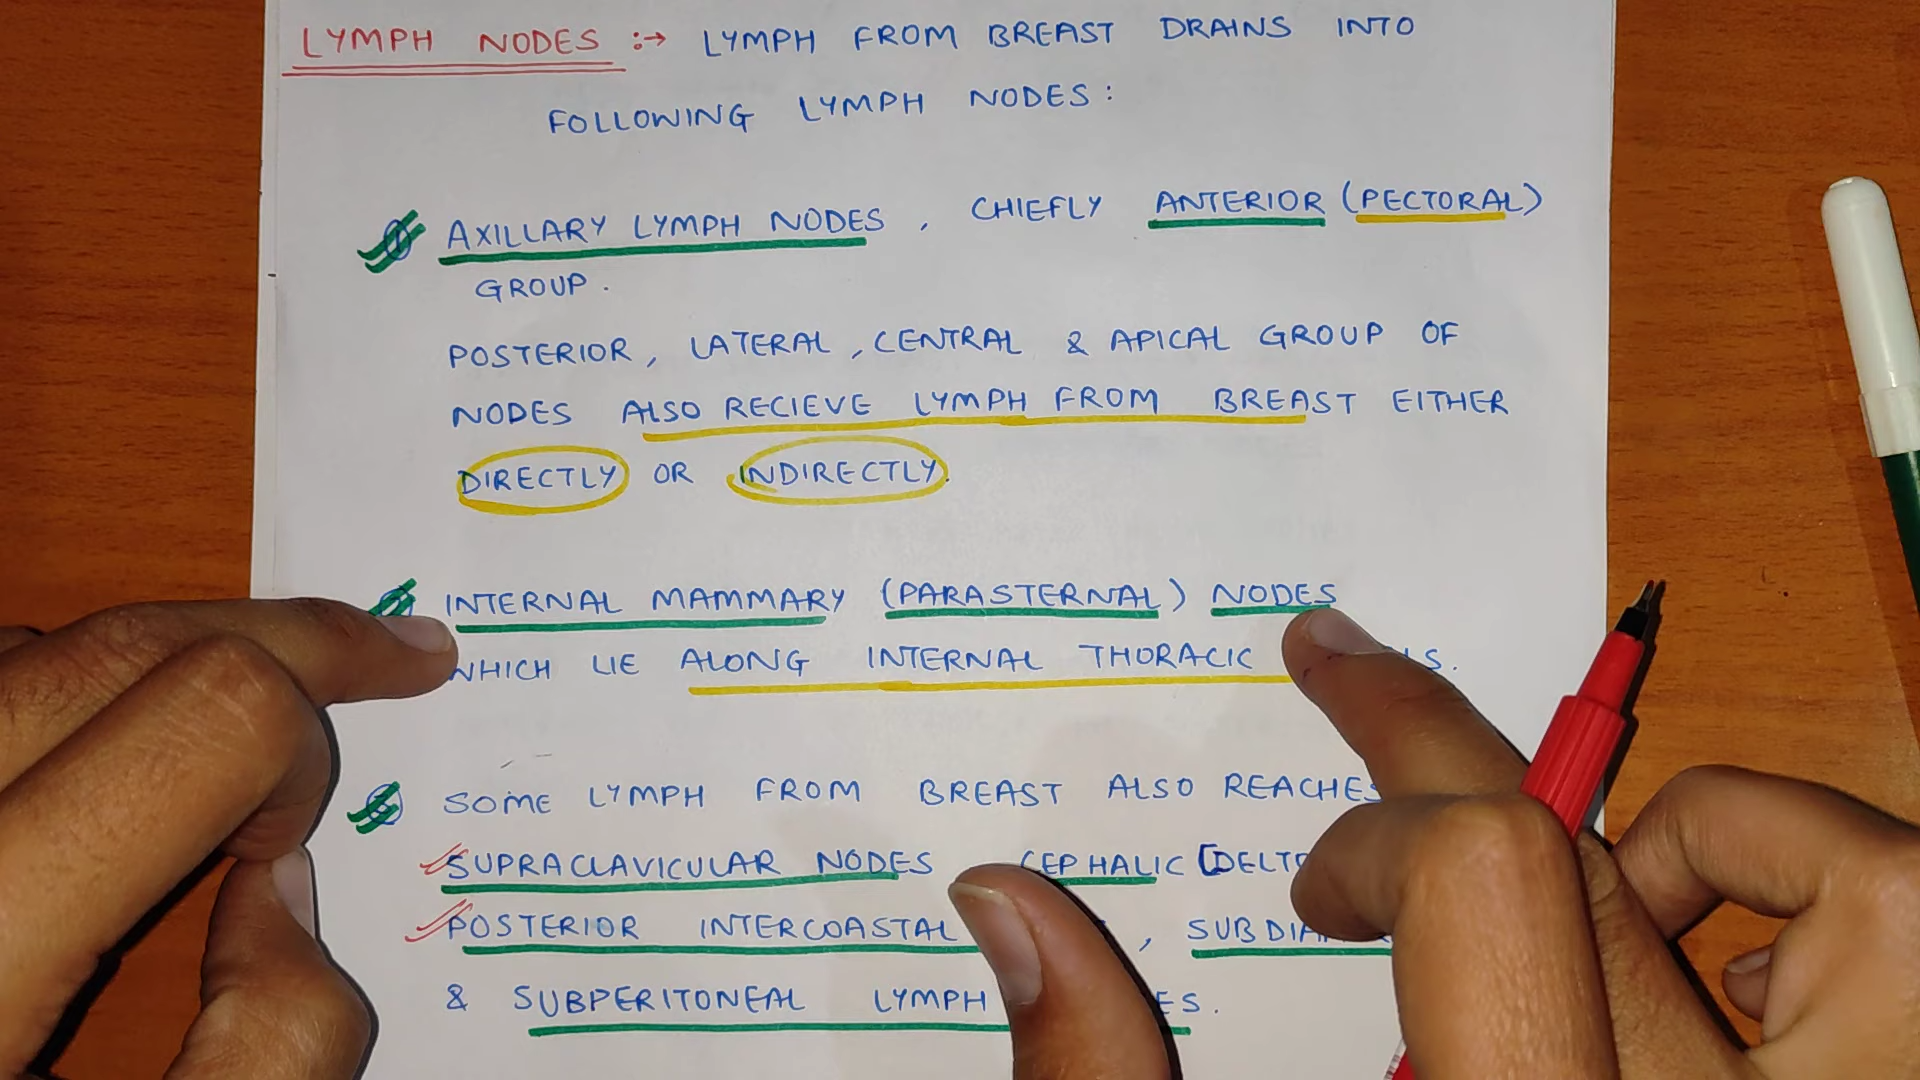 LYMPH NODES :→ LYMPH FROM BREAST DRAINS INTO
FOLLOWING LYMPH NODES:
① AXILLARY LYMPH NODES, CHIEFLY ANTERIOR (PECTORAL)
GROUP.
POSTERIOR, LATERAL, CENTRAL & APICAL GROUP OF
NODES ALSO RECIEVE LYMPH FROM BREAST EITHER
DIRECTLY OR INDIRECTLY.
INTERNAL MAMMARY (PARASTERNAL) NODES
WHICH LIE ALONG INTERNAL THORACIC
SOME LYMPH FROM BREAST ALSO REACHES
SUPRACLAVICULAR NODES CEPHALIC
POSTERIOR INTERCOASTAL ,
& SUBPERITONEAL LYMPH